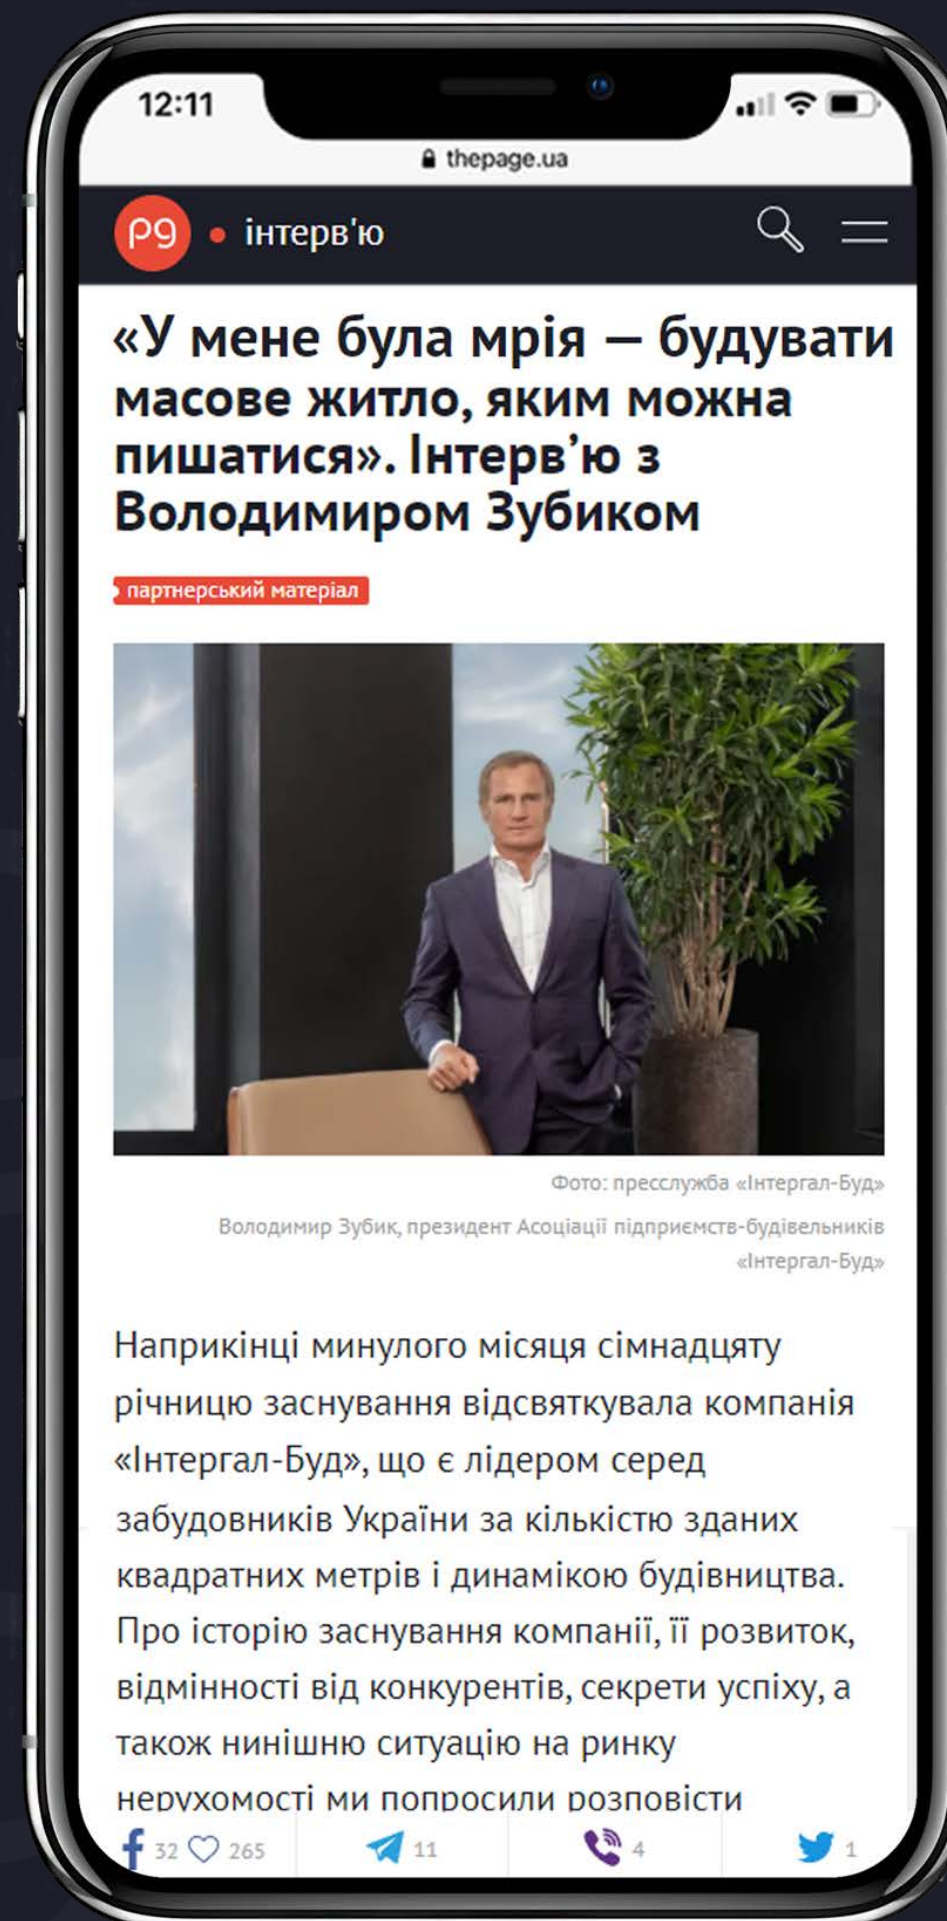 12:11
thepage.ua
P9 • інтерв'ю
«У мене була мрія — будувати
масове житло, яким можна
пишатися». Інтерв’ю з
Володимиром Зубиком
партнерський матеріал
Фото: пресслужба «Інтергал-Буд»
Володимир Зубик, президент Асоціації підприємств-будівельників
«Інтергал-Буд»
Наприкінці минулого місяця сімнадцяту
річницю заснування відсвяткувала компанія
«Інтергал-Буд», що є лідером серед
забудовників України за кількістю зданих
квадратних метрів і динамікою будівництва.
Про історію заснування компанії, її розвиток,
відмінності від конкурентів, секрети успіху, а
також нинішню ситуацію на ринку
нерухомості ми попросили розповісти
32 265 11 4 1